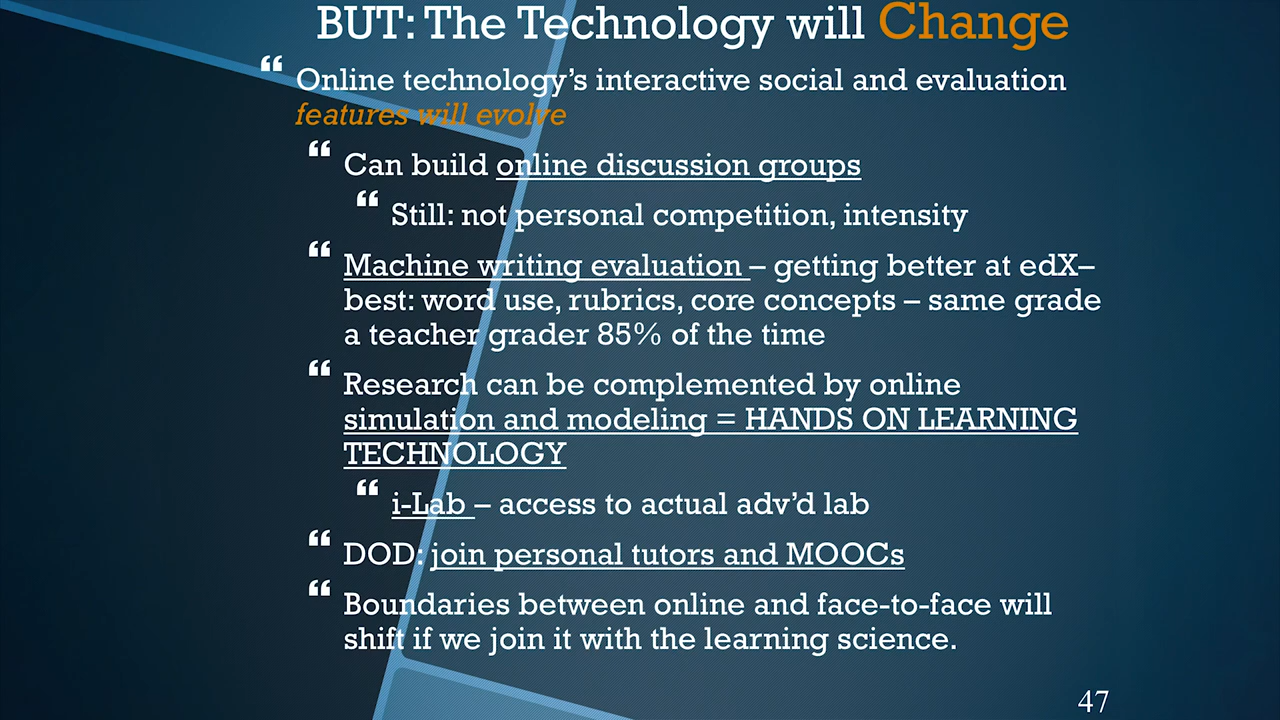 BUT: The Technology will Change
“ Online technology’s interactive social and evaluation
features will evolve
“ Can build online discussion groups
“ Still: not personal competition, intensity
“ Machine writing evaluation – getting better at edX–
best: word use, rubrics, core concepts – same grade
a teacher grader 85% of the time
“ Research can be complemented by online
simulation and modeling = HANDS ON LEARNING
TECHNOLOGY
“ i-Lab – access to actual adv’d lab
“ DOD: join personal tutors and MOOCs
“ Boundaries between online and face-to-face will
shift if we join it with the learning science.
47